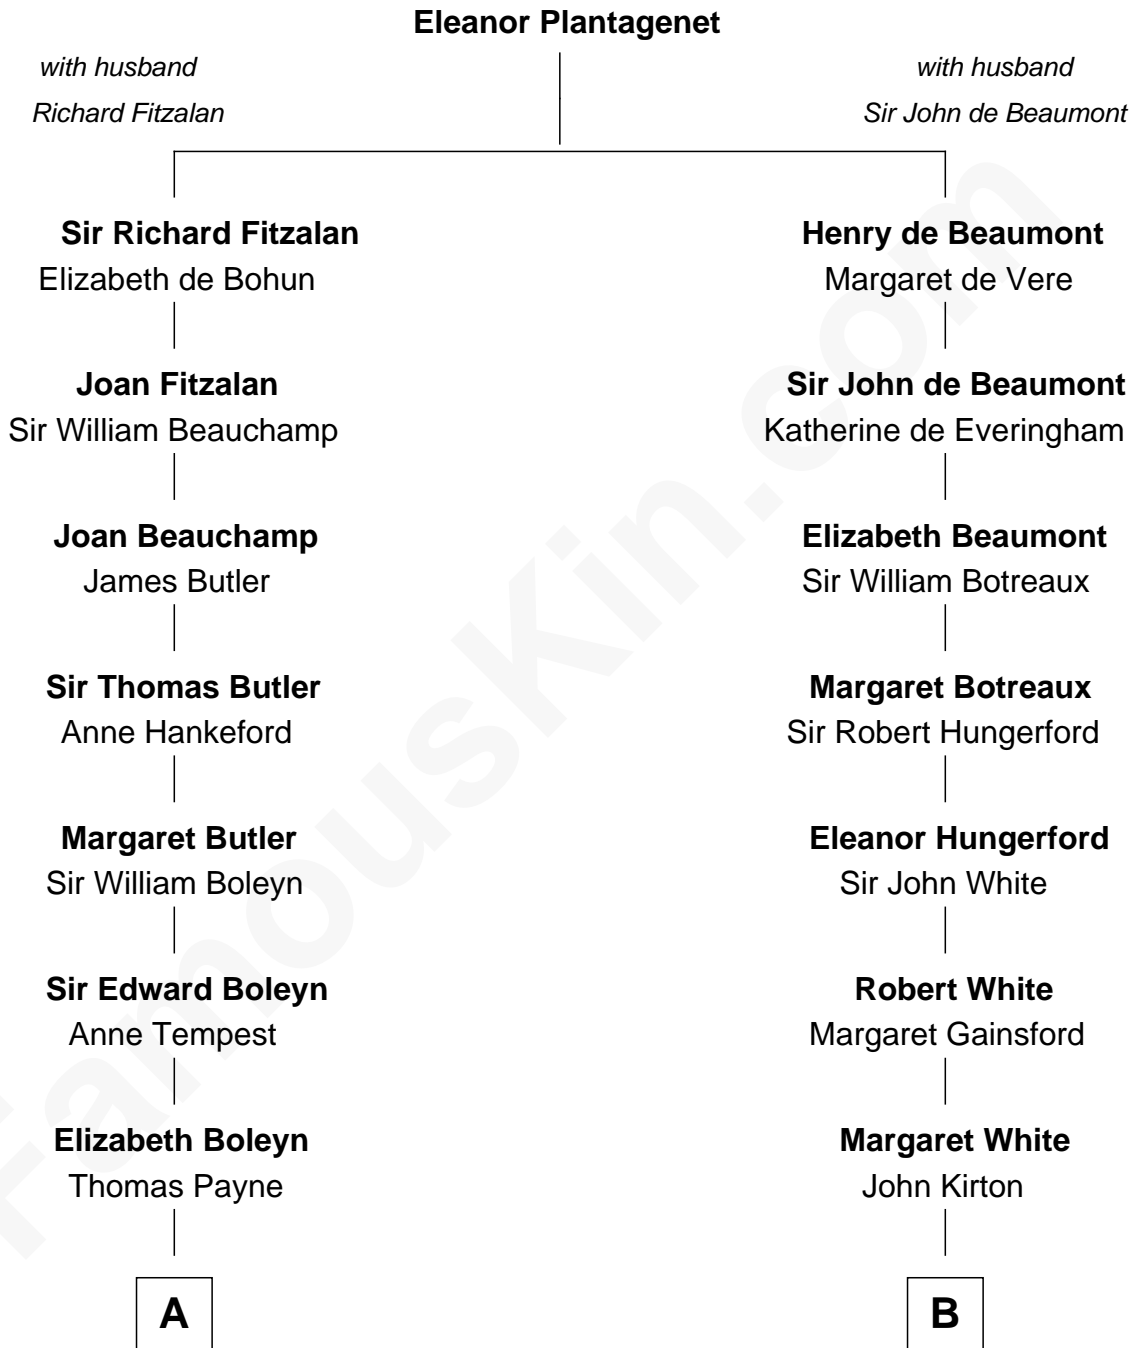 Eleanor Plantagenet
with husband
Richard Fitzalan
with husband
Sir John de Beaumont
Sir Richard Fitzalan
Elizabeth de Bohun
Henry de Beaumont
Margaret de Vere
Joan Fitzalan
Sir William Beauchamp
Sir John de Beaumont
Katherine de Everingham
Joan Beauchamp
James Butler
Elizabeth Beaumont
Sir William Botreaux
Sir Thomas Butler
Anne Hankeford
Margaret Botreaux
Sir Robert Hungerford
Margaret Butler
Sir William Boleyn
Eleanor Hungerford
Sir John White
Sir Edward Boleyn
Anne Tempest
Robert White
Margaret Gainsford
Elizabeth Boleyn
Thomas Payne
Margaret White
John Kirton
A
B
FamousKin.com